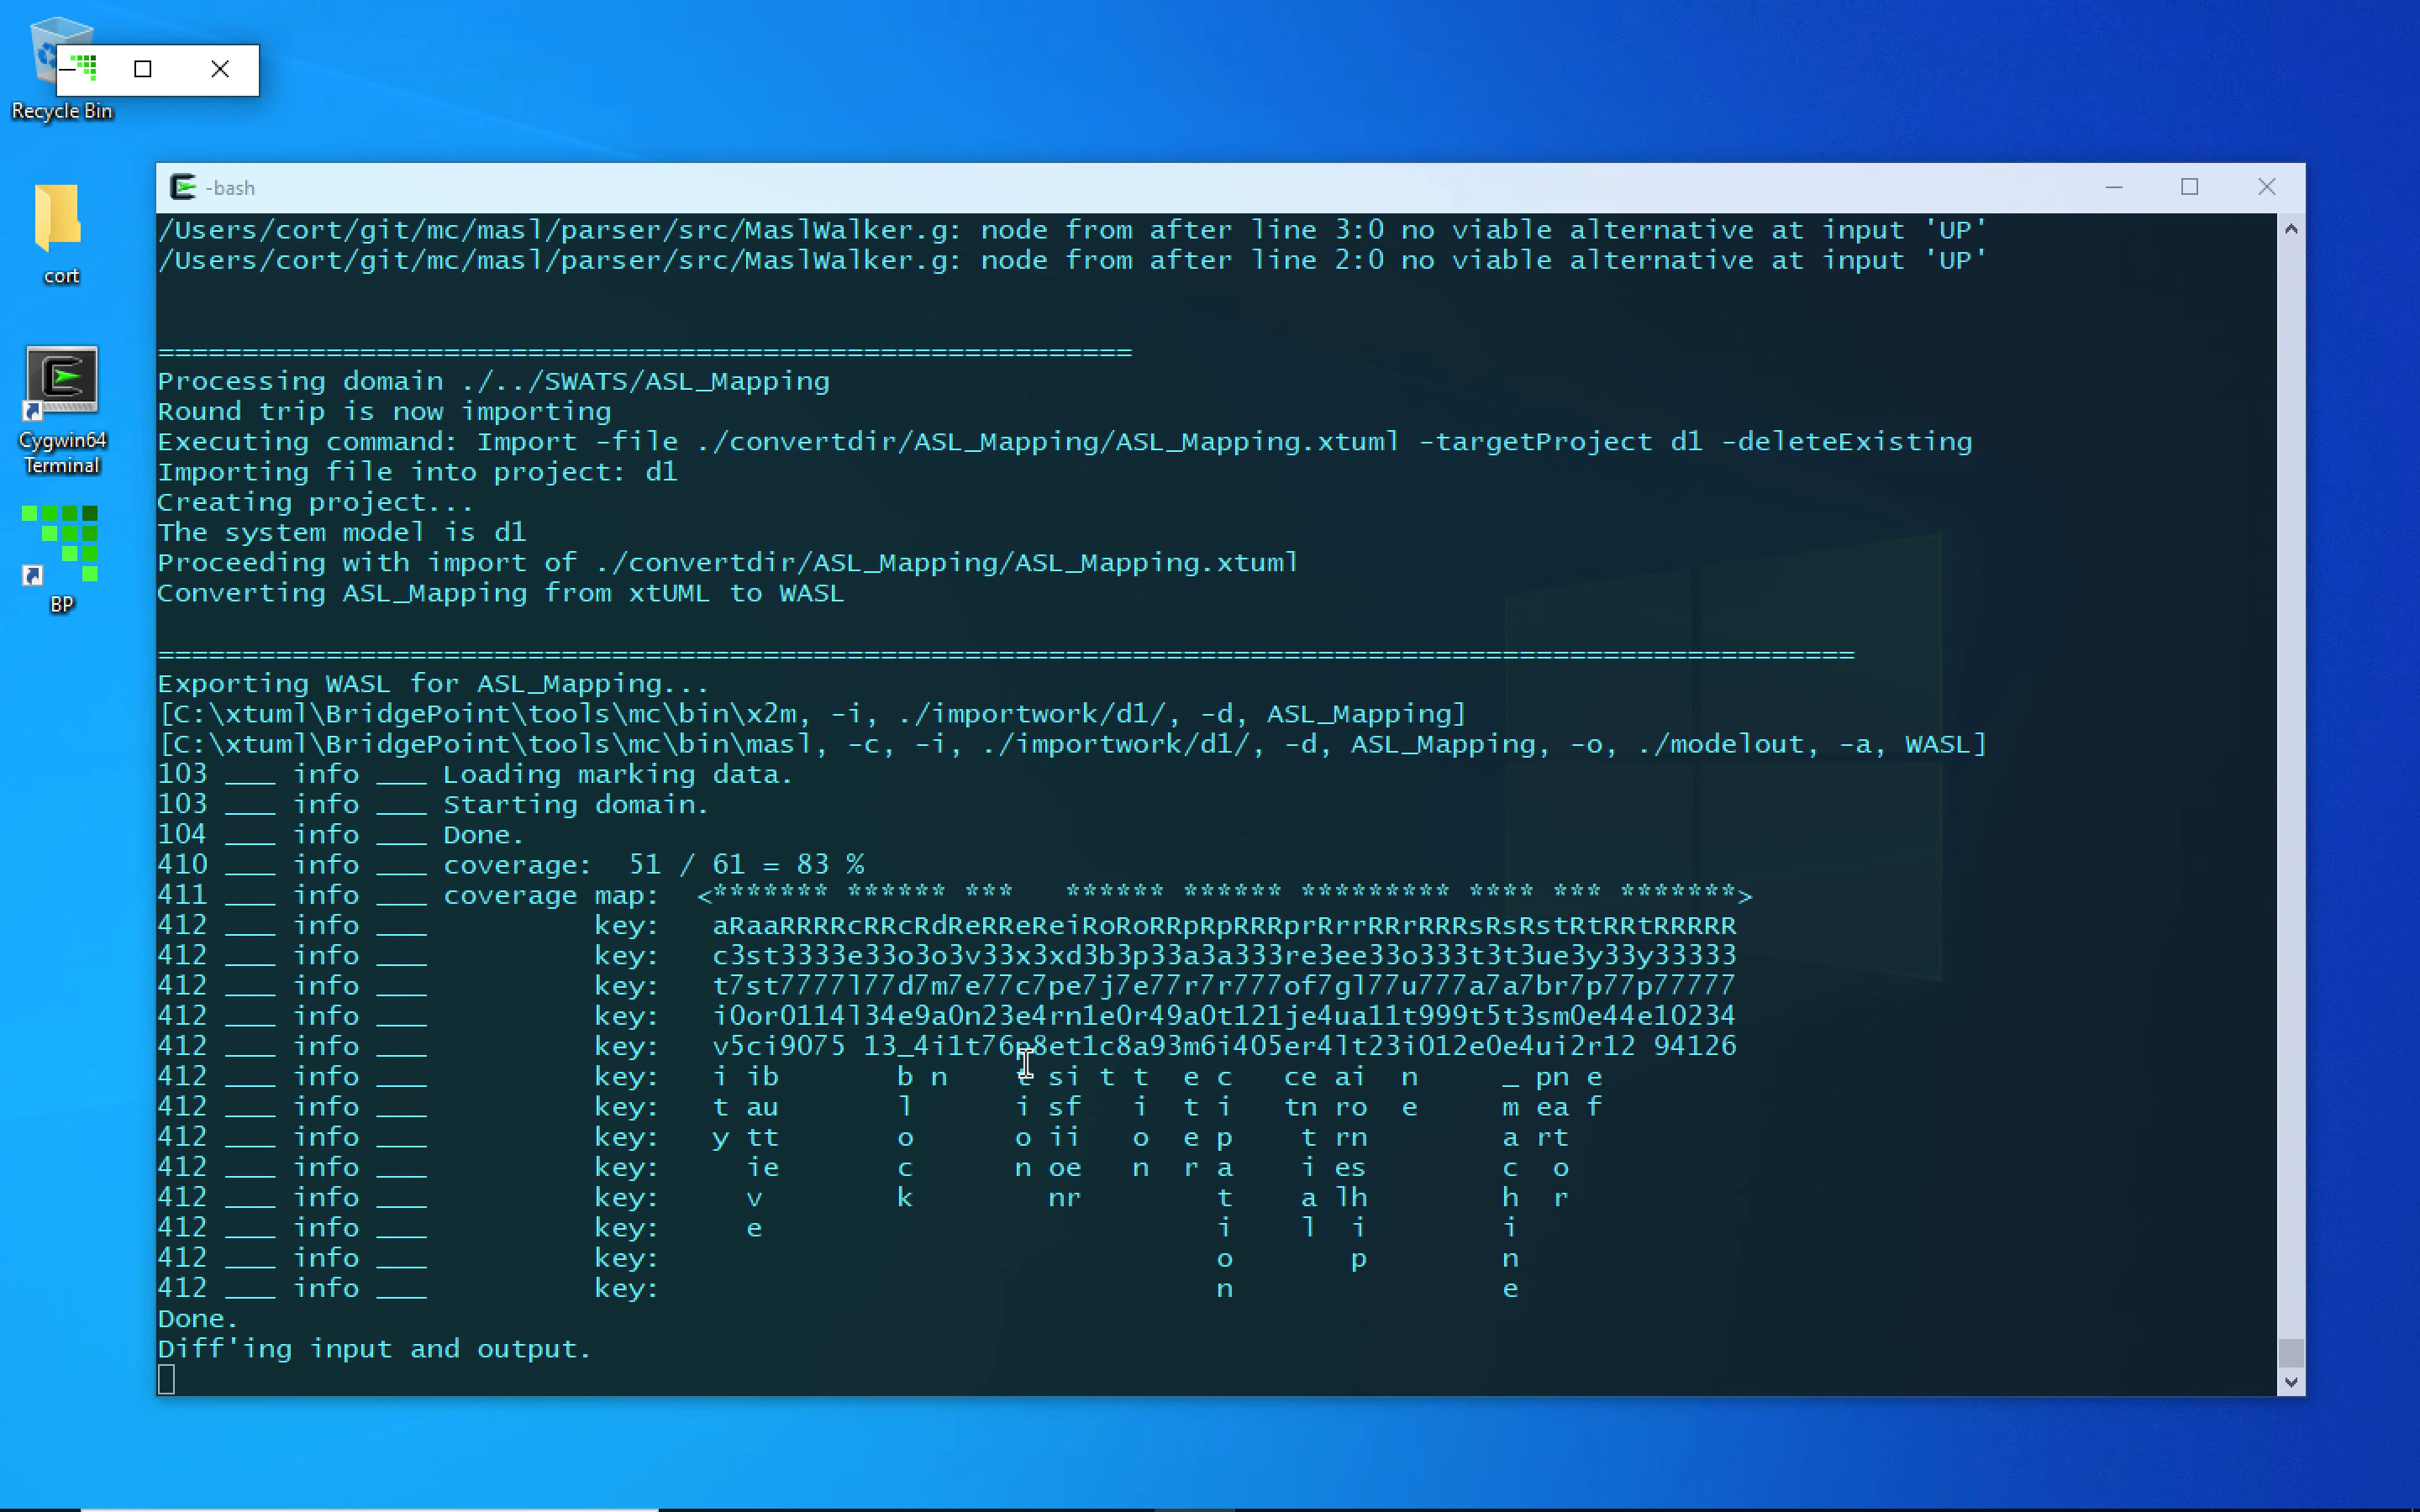 Recycle Bin
cort
Cygwin64
Terminal
BP
-bash
/Users/cort/git/mc/masl/parser/src/MaslWalker.g: node from after line 3:0 no viable alternative at input 'UP'
/Users/cort/git/mc/masl/parser/src/MaslWalker.g: node from after line 2:0 no viable alternative at input 'UP'
==========================================================
Processing domain ./../SWATS/ASL_Mapping
Round trip is now importing
Executing command: Import -file ./convertdir/ASL_Mapping/ASL_Mapping.xtuml -targetProject d1 -deleteExisting
Importing file into project: d1
Creating project...
The system model is d1
Proceeding with import of ./convertdir/ASL_Mapping/ASL_Mapping.xtuml
Converting ASL_Mapping from xtUML to WASL
=====================================================================================================
Exporting WASL for ASL_Mapping...
[C:\xtuml\BridgePoint\tools\mc\bin\x2m, -i, ./importwork/d1/, -d, ASL_Mapping]
[C:\xtuml\BridgePoint\tools\mc\bin\masl, -c, -i, ./importwork/d1/, -d, ASL_Mapping, -o, ./modelout, -a, WASL]
103 ___ info ___ Loading marking data.
103 ___ info ___ Starting domain.
104 ___ info ___ Done.
410 ___ info ___ coverage:  51 / 61 = 83 %
411 ___ info ___ coverage map:  <******* ****** ***   ****** ****** ********* **** *** *******>
412 ___ info ___          key:   aRaaRRRRcRRcRdReRReReiRoRoRRpRpRRRprRrrRRrRRRsRsRstRtRRtRRRRR
412 ___ info ___          key:   c3st3333e33o3o3v33x3xd3b3p33a3a333re3ee33o333t3t3ue3y33y33333
412 ___ info ___          key:   t7st7777l77d7m7e77c7pe7j7e77r7r777of7gl77u777a7a7br7p77p77777
412 ___ info ___          key:   i0or0114l34e9a0n23e4rn1e0r49a0t121je4ua11t999t5t3sm0e44e10234
412 ___ info ___          key:   v5ci9075 13_4i1t76p8et1c8a93m6i405er4lt23i012e0e4ui2r12 94126
412 ___ info ___          key:   i ib       b n    t si t t  e c   ce ai  n     _ pn e
412 ___ info ___          key:   t au       l      i sf   i  t i   tn ro  e     m ea f
412 ___ info ___          key:   y tt       o      o ii   o  e p    t rn        a rt
412 ___ info ___          key:     ie       c      n oe   n  r a    i es        c  o
412 ___ info ___          key:     v        k        nr        t    a lh        h  r
412 ___ info ___          key:     e                           i    l  i        i
412 ___ info ___          key:                                 o       p        n
412 ___ info ___          key:                                 n                e
Done.
Diff'ing input and output.